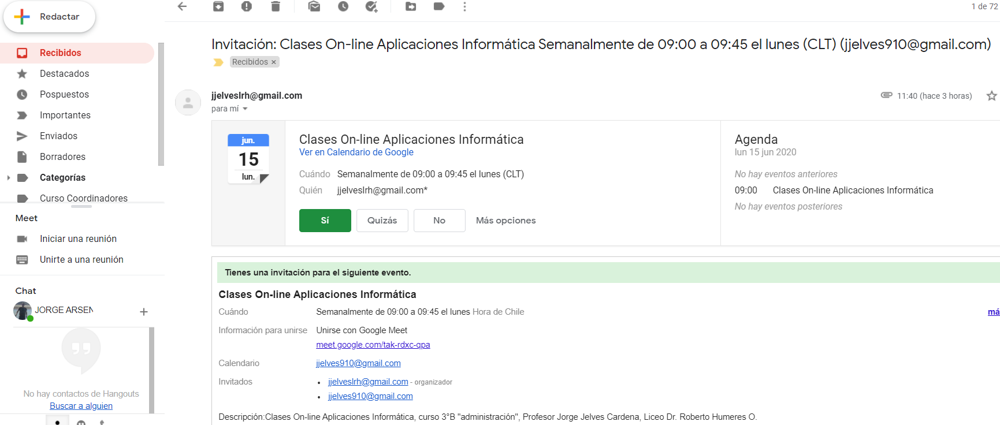 Redactar
1 de 72
Recibidos
Destacados
Pospuestos
Importantes
Enviados
Borradores
Categorías
Curso Coordinadores
Meet
Iniciar una reunión
Unirte a una reunión
Chat
JORGE ARSEN
No hay contactos de Hangouts
Buscar a alguien
Invitación: Clases On-line Aplicaciones Informática Semanalmente de 09:00 a 09:45 el lunes (CLT) (jjelves910@gmail.com)
Recibidos ×
jjelveslrh@gmail.com
11:40 (hace 3 horas)
para mí
jun.
15
lun.
Clases On-line Aplicaciones Informática
Ver en Calendario de Google
Cuándo Semanalmente de 09:00 a 09:45 el lunes (CLT)
Quién jjelveslrh@gmail.com*
Sí Quizás No Más opciones
Agenda
lun 15 jun 2020
No hay eventos anteriores
09:00 Clases On-line Aplicaciones Informática
No hay eventos posteriores
Tienes una invitación para el siguiente evento.
Clases On-line Aplicaciones Informática
Cuándo Semanalmente de 09:00 a 09:45 el lunes Hora de Chile
má
Información para unirse Unirse con Google Meet
meet.google.com/tak-rdxc-qpa
Calendario jjelves910@gmail.com
Invitados • jjelveslrh@gmail.com - organizador
• jjelves910@gmail.com
Descripción:Clases On-line Aplicaciones Informática, curso 3°B "administración", Profesor Jorge Jelves Cardena, Liceo Dr. Roberto Humeres O.